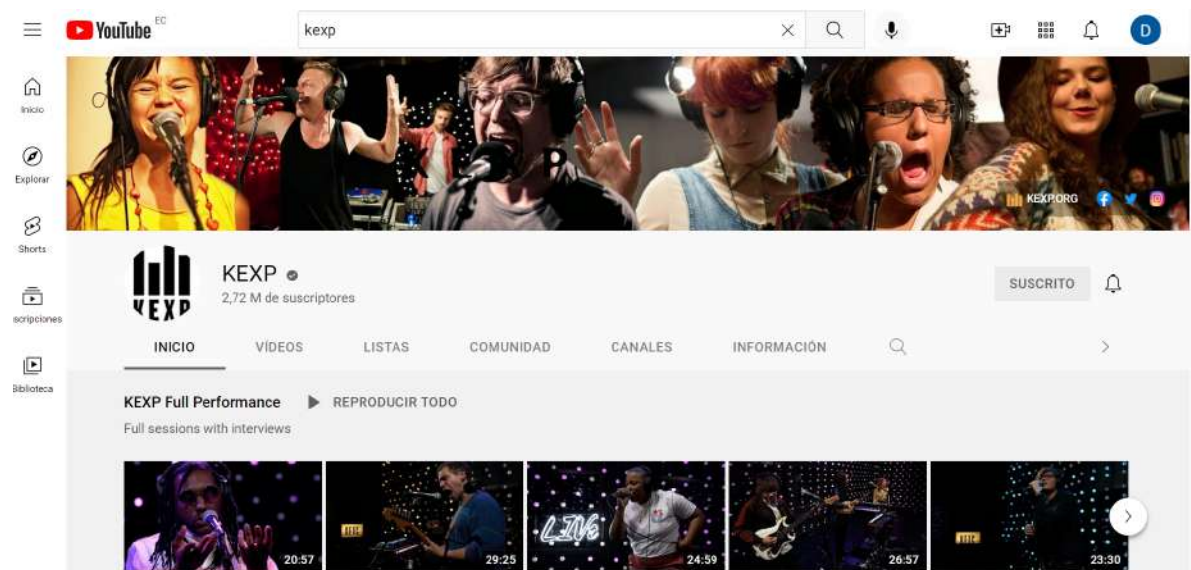 YouTube EC
kexp
D
Inicio
Explorar
Shorts
scripciones
Biblioteca
KEXP.ORG
KEXP
KEXP
2,72 M de suscriptores
SUSCRITO
INICIO VÍDEOS LISTAS COMUNIDAD CANALES INFORMACIÓN
KEXP Full Performance REPRODUCIR TODO
Full sessions with interviews
LIVE
20:57 29:25 24:59 26:57 23:30